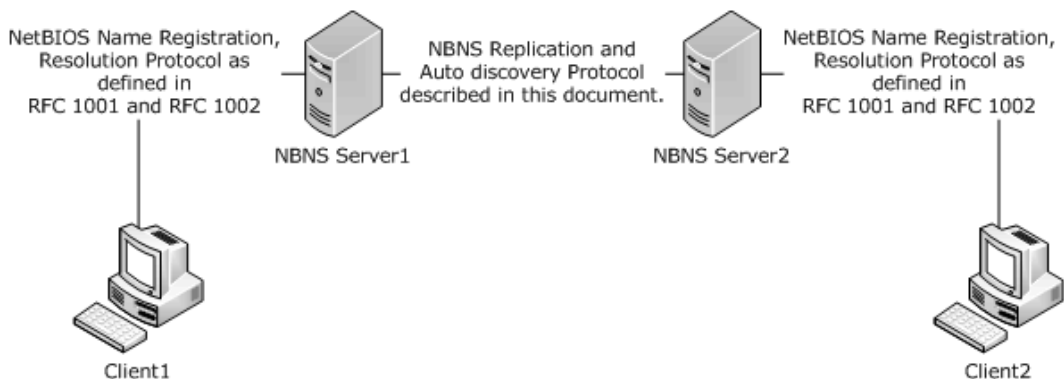 NetBIOS Name Registration,
Resolution Protocol as
defined in
RFC 1001 and RFC 1002
NBNS Server1
NBNS Replication and
Auto discovery Protocol
described in this document.
NBNS Server2
NetBIOS Name Registration,
Resolution Protocol as
defined in
RFC 1001 and RFC 1002
Client1
Client2